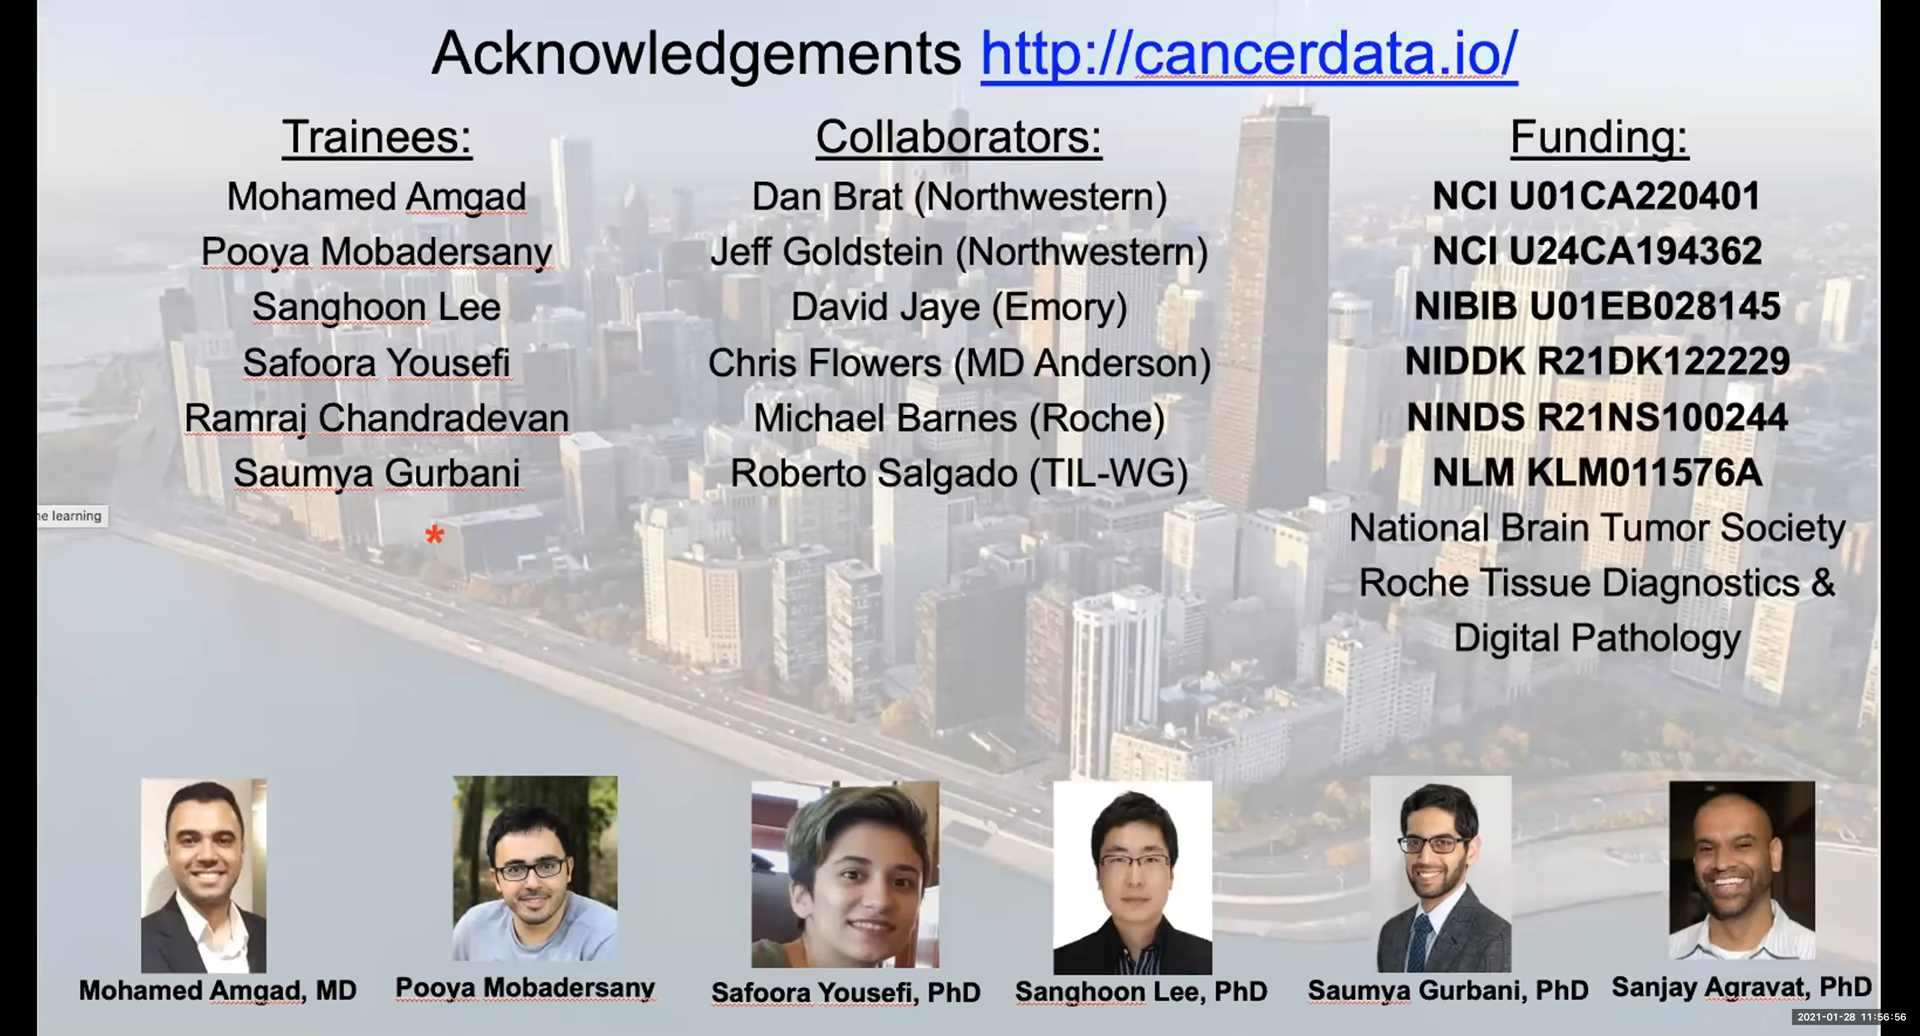 Acknowledgements http://cancerdata.io/
Trainees:
Mohamed Amgad
Pooya Mobadersany
Sanghoon Lee
Safoora Yousefi
Ramraj Chandradevan
Saumya Gurbani
*
Collaborators:
Dan Brat (Northwestern)
Jeff Goldstein (Northwestern)
David Jaye (Emory)
Chris Flowers (MD Anderson)
Michael Barnes (Roche)
Roberto Salgado (TIL-WG)
Funding:
NCI U01CA220401
NCI U24CA194362
NIBIB U01EB028145
NIDDK R21DK122229
NINDS R21NS100244
NLM KLM011576A
National Brain Tumor Society
Roche Tissue Diagnostics &
Digital Pathology
ne learning
Mohamed Amgad, MD
Pooya Mobadersany
Safoora Yousefi, PhD
Sanghoon Lee, PhD
Saumya Gurbani, PhD
Sanjay Agravat, PhD
2021-01-28 11:56:56